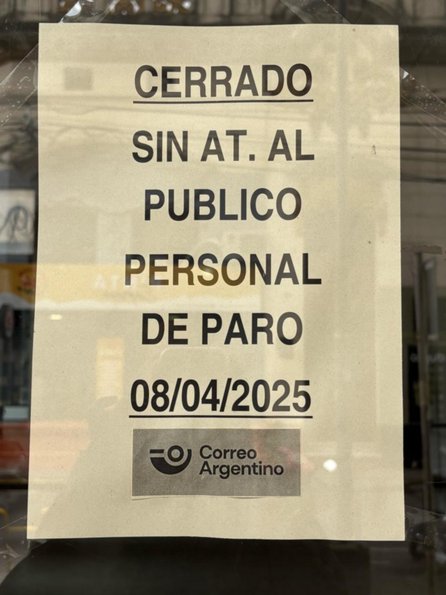 CERRADO
SIN AT. AL
PUBLICO
PERSONAL
DE PARO
08/04/2025
Correo
Argentino